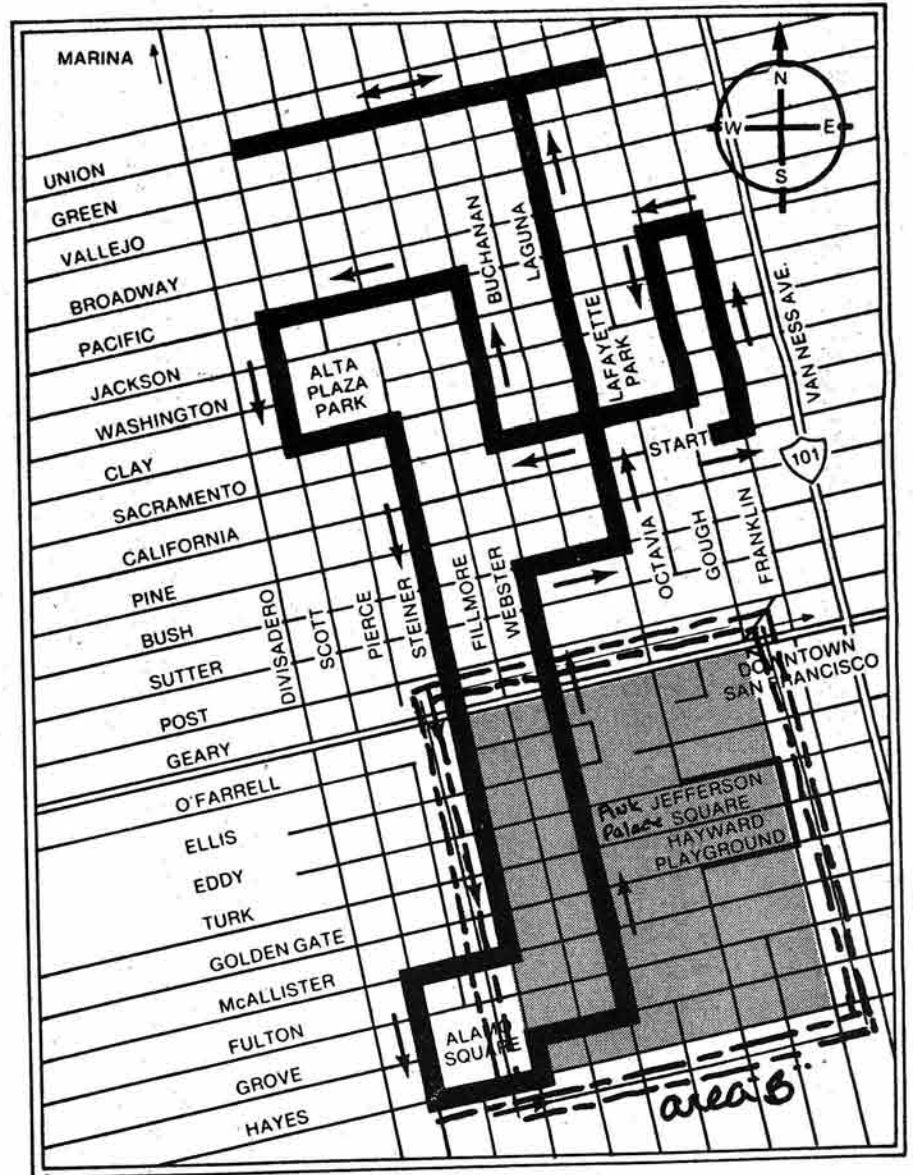 MARINA
N
W E
S
UNION
GREEN
VALLEJO
BROADWAY
PACIFIC
JACKSON
WASHINGTON
CLAY
SACRAMENTO
CALIFORNIA
PINE
BUSH
SUTTER
POST
GEARY
O'FARRELL
ELLIS
EDDY
TURK
GOLDEN GATE
McALLISTER
FULTON
GROVE
HAYES
DIVISADERO
SCOTT
PIERCE
STEINER
FILLMORE
WEBSTER
BUCHANAN
LAGUNA
OCTAVIA
GOUGH
FRANKLIN
VAN NESS AVE.
101
ALTA
PLAZA
PARK
LAFAYETTE
PARK
START
DOWNTOWN
SAN FRANCISCO
JEFFERSON
Palace SQUARE
HAYWARD
PLAYGROUND
ALAMO
SQUARE
area B